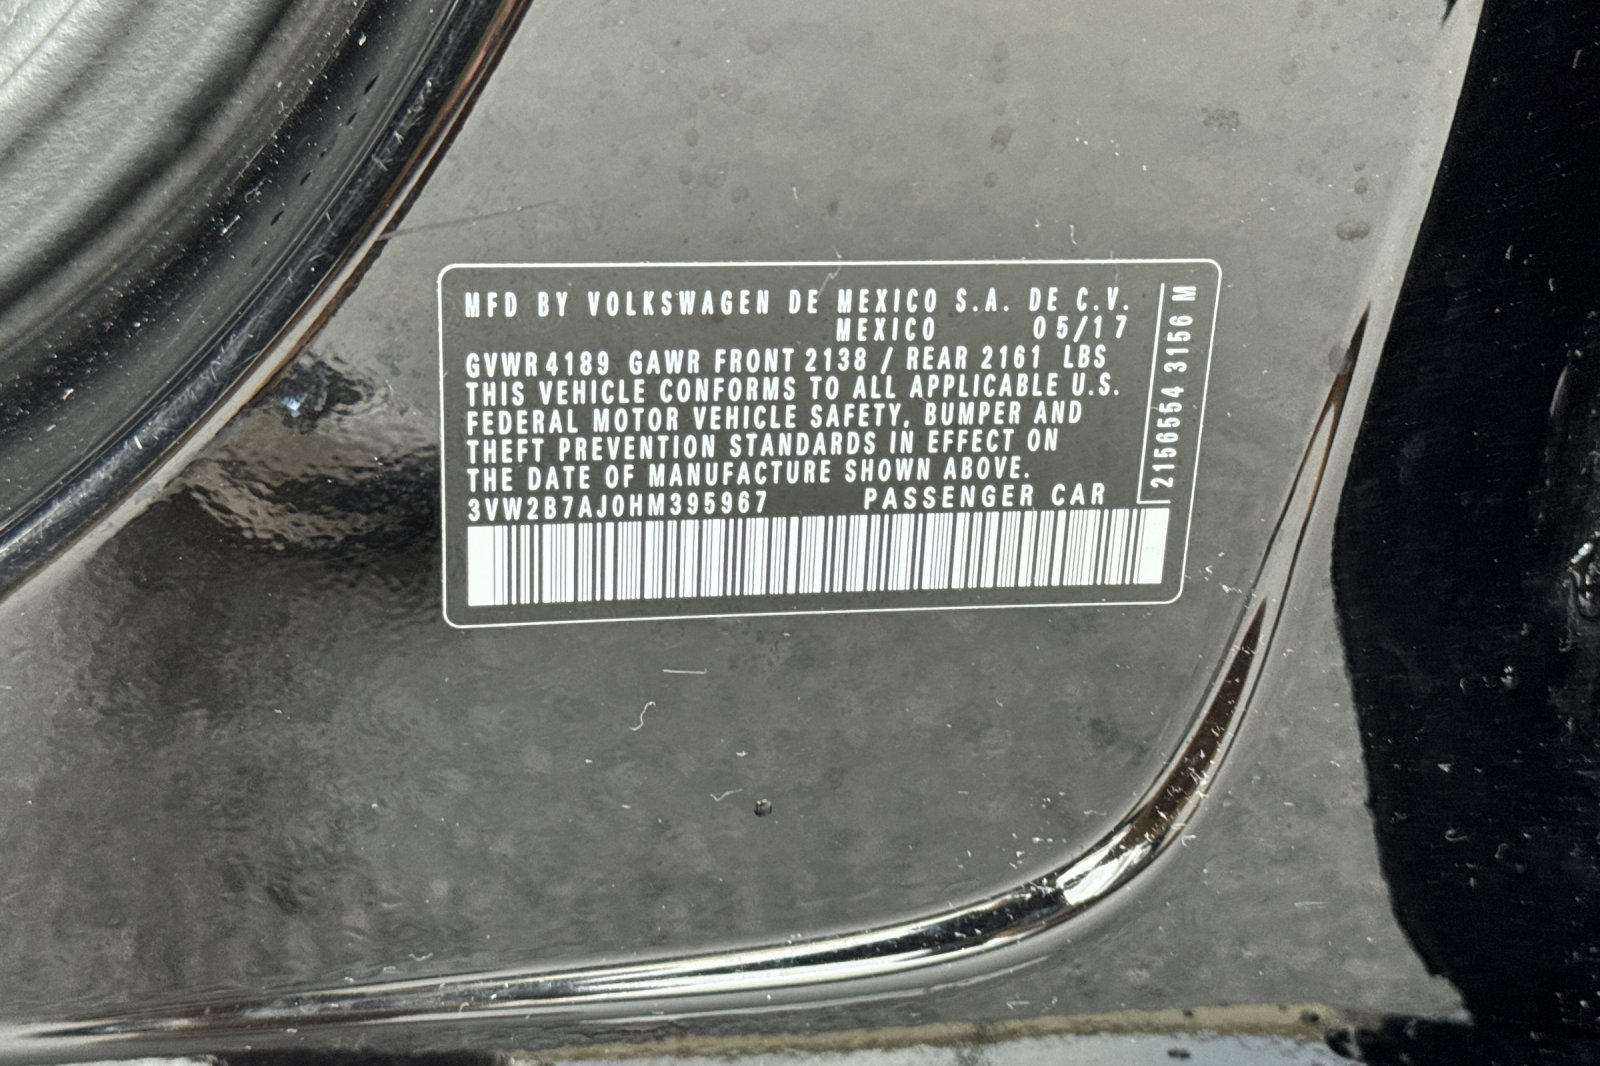 MFD BY VOLKSWAGEN DE MEXICO S.A. DE C.V.
MEXICO 05/17
GVWR 4189 GAWR FRONT 2138 / REAR 2161 LBS
THIS VEHICLE CONFORMS TO ALL APPLICABLE U.S.
FEDERAL MOTOR VEHICLE SAFETY, BUMPER AND
THEFT PREVENTION STANDARDS IN EFFECT ON
THE DATE OF MANUFACTURE SHOWN ABOVE.
3VW2B7AJ0HM395967 PASSENGER CAR
2156554 3156 M